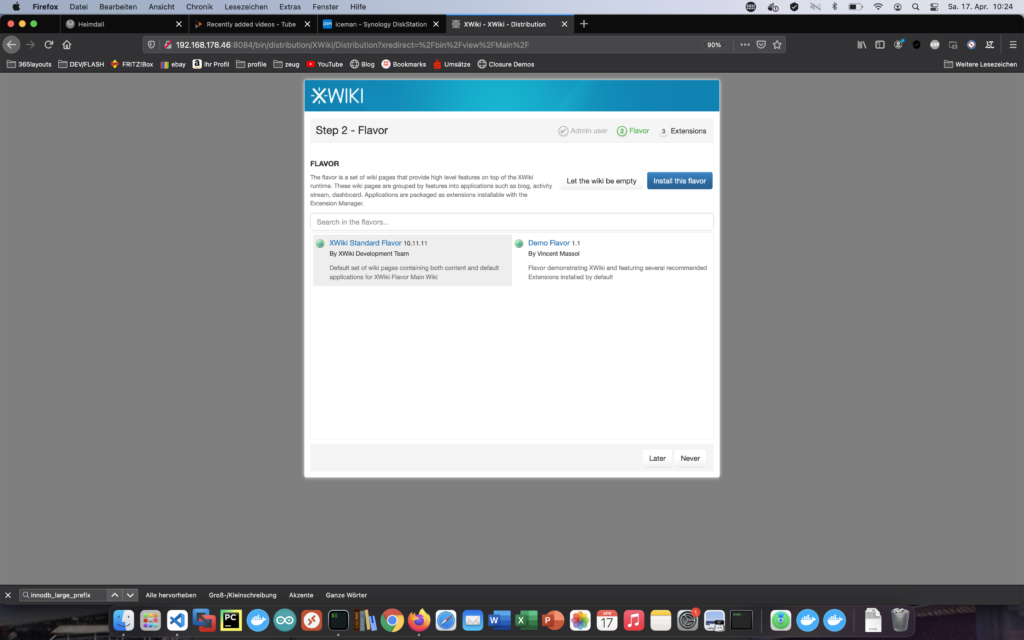 Firefox Datei Bearbeiten Ansicht Chronik Lesezeichen Extras Fenster Hilfe Sa. 17. Apr. 10:24
Heimdall Recently added videos - Tube iceman - Synology DiskStation XWiki - XWiki - Distribution
192.168.178.46:8084/bin/distribution/XWiki/Distribution?xredirect=%2Fbin%2Fview%2FMain%2F 90%
365layouts DEV/FLASH FRITZ!Box ebay Ihr Profil profile zeug YouTube Blog Bookmarks Umsätze Closure Demos Weitere Lesezeichen
XWIKI
Step 2 - Flavor Admin user 2 Flavor 3 Extensions
FLAVOR
The flavor is a set of wiki pages that provide high level features on top of the XWiki
runtime. These wiki pages are grouped by features into applications such as blog, activity
stream, dashboard. Applications are packaged as extensions installable with the
Extension Manager.
Let the wiki be empty Install this flavor
Search in the flavors...
XWiki Standard Flavor 10.11.11
By XWiki Development Team
Default set of wiki pages containing both content and default
applications for XWiki Flavor Main Wiki
Demo Flavor 1.1
By Vincent Massol
Flavor demonstrating XWiki and featuring several recommended
Extensions installed by default
Later Never
innodb_large_prefix Alle hervorheben Groß-/Kleinschreibung Akzente Ganze Wörter
PC
APR
17
1